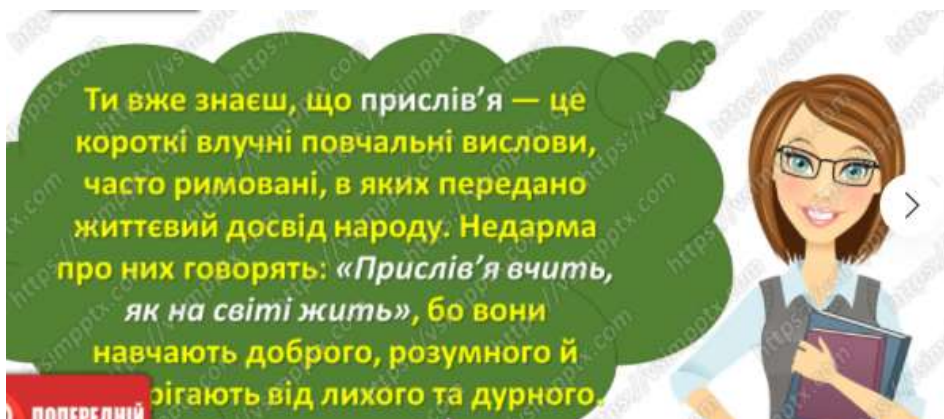 Ти вже знаєш, що прислів’я — це
короткі влучні повчальні вислови,
часто римовані, в яких передано
життєвий досвід народу. Недарма
про них говорять: «Прислів’я вчить,
як на світі жить», бо вони
навчають доброго, розумного й
від лихого та дурного.
ПОПЕРЕДНІЙ